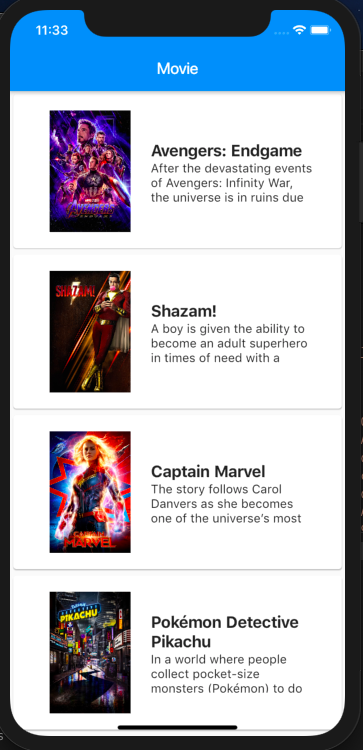 11:33
Movie
Avengers: Endgame
After the devastating events
of Avengers: Infinity War,
the universe is in ruins due
AVENGERS
SHAZAM!
Shazam!
A boy is given the ability to
become an adult superhero
in times of need with a
Captain Marvel
The story follows Carol
Danvers as she becomes
one of the universe's most
MARVEL
PIKACHU
Pokémon Detective
Pikachu
In a world where people
collect pocket-size
monsters (Pokémon) to do